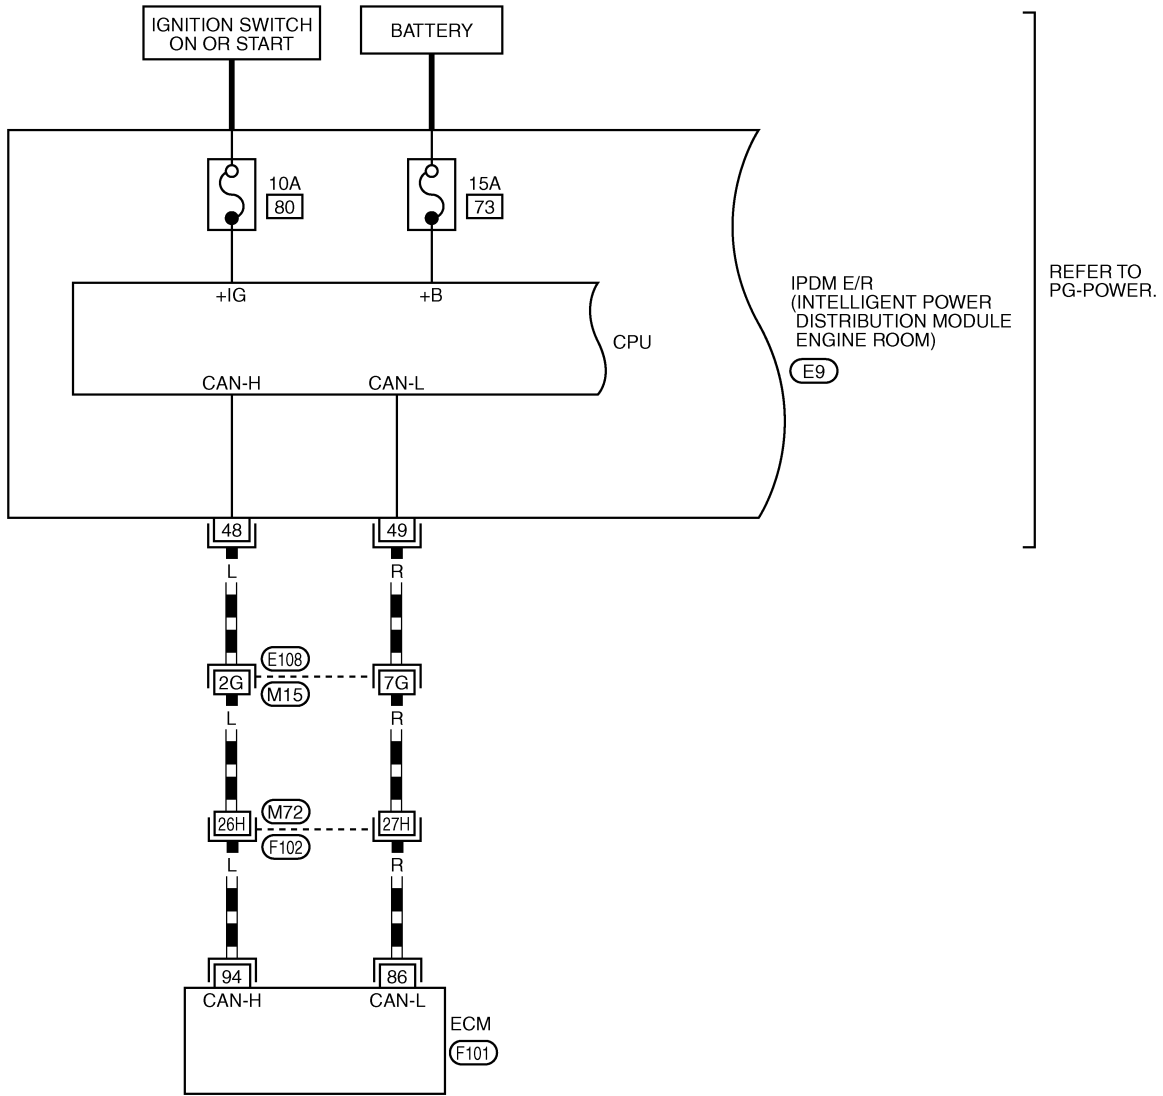 IGNITION SWITCH
ON OR START
BATTERY
10A
80
15A
73
+IG
+B
CPU
CAN-H
CAN-L
IPDM E/R
(INTELLIGENT POWER
DISTRIBUTION MODULE
ENGINE ROOM)
E9
REFER TO
PG-POWER.
48
49
L
R
E108
2G
7G
M15
L
R
M72
26H
27H
F102
L
R
94
86
CAN-H
CAN-L
ECM
F101